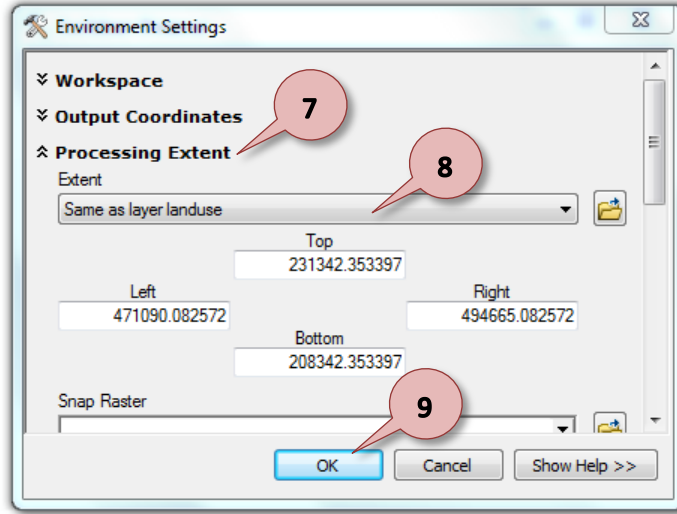 Environment Settings
Workspace
7
Output Coordinates
Processing Extent
8
Extent
Same as layer landuse
Top
231342.353397
Left Right
471090.082572 494665.082572
Bottom
208342.353397
Snap Raster
9
OK Cancel Show Help >>